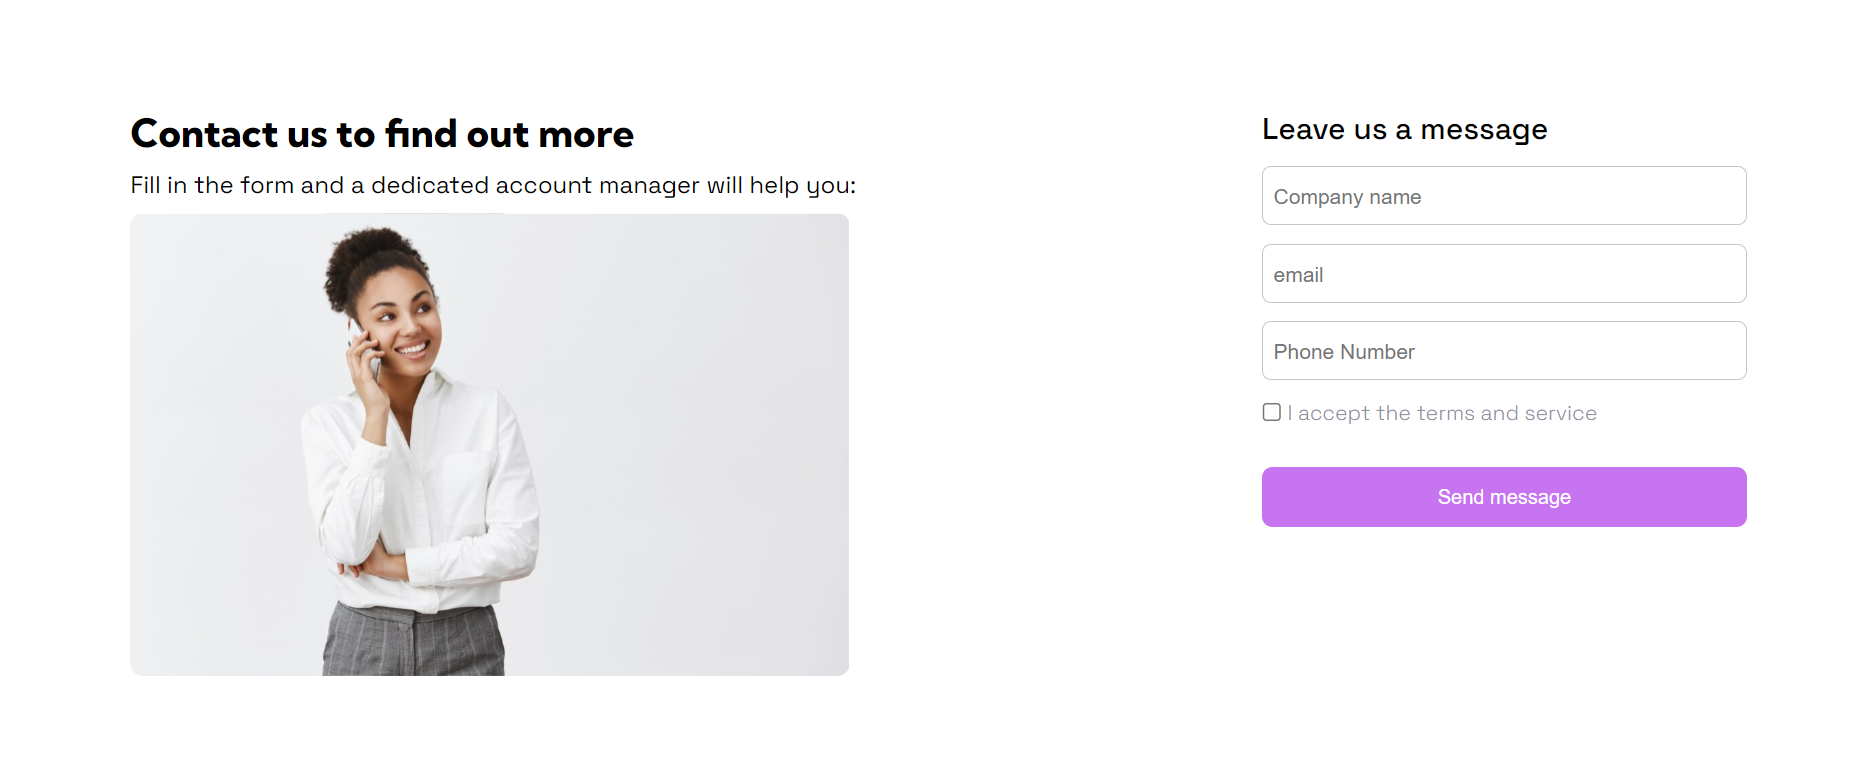 Contact us to find out more
Fill in the form and a dedicated account manager will help you:
Leave us a message
Company name
email
Phone Number
I accept the terms and service
Send message